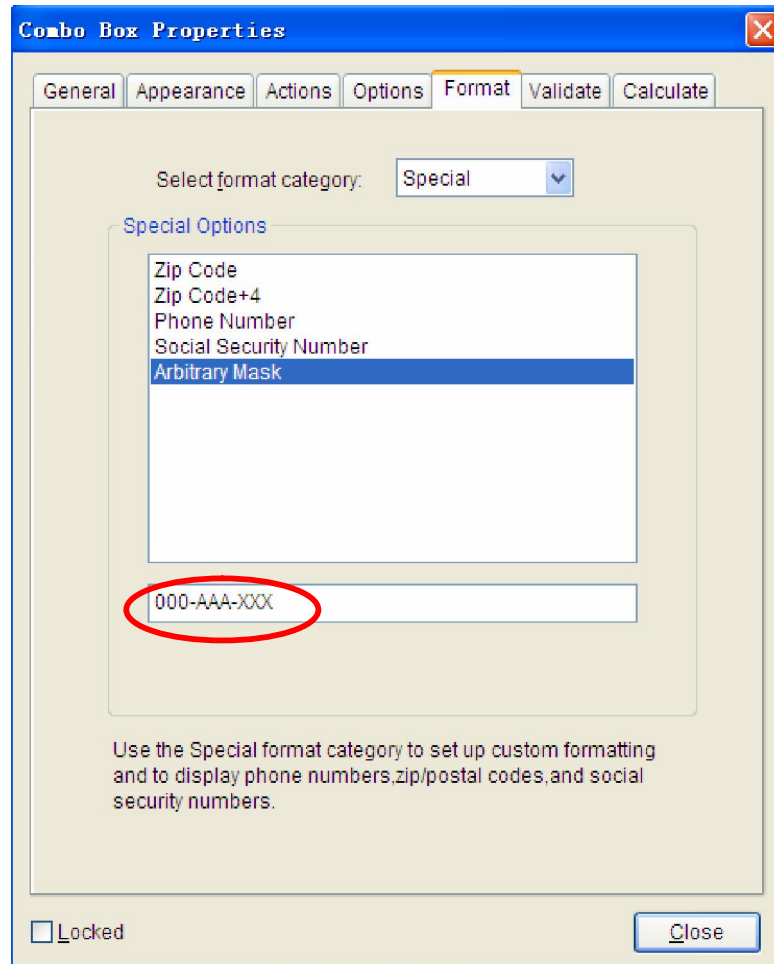 Combo Box Properties
General Appearance Actions Options Format Validate Calculate
Select format category: Special
Special Options
Zip Code
Zip Code+4
Phone Number
Social Security Number
Arbitrary Mask
000-AAA-XXX
Use the Special format category to set up custom formatting
and to display phone numbers,zip/postal codes,and social
security numbers.
Locked Close